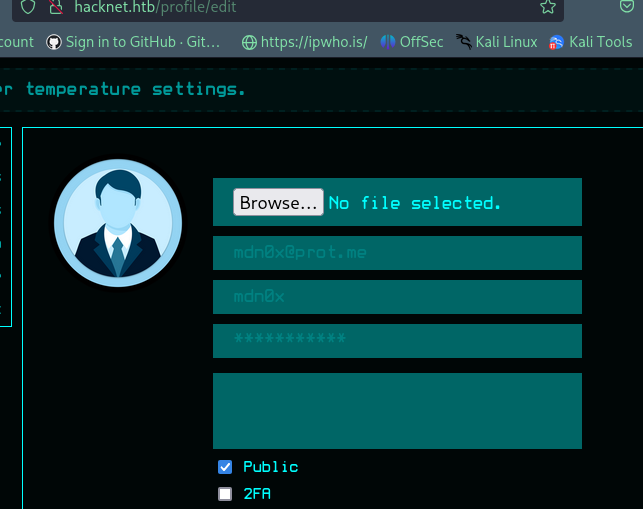 hacknet.htb/profile/edit
count Sign in to GitHub · Git… https://ipwho.is/ OffSec Kali Linux Kali Tools
er temperature settings.
Browse… No file selected.
mdn0x@prot.me
mdn0x
***********
Public
2FA